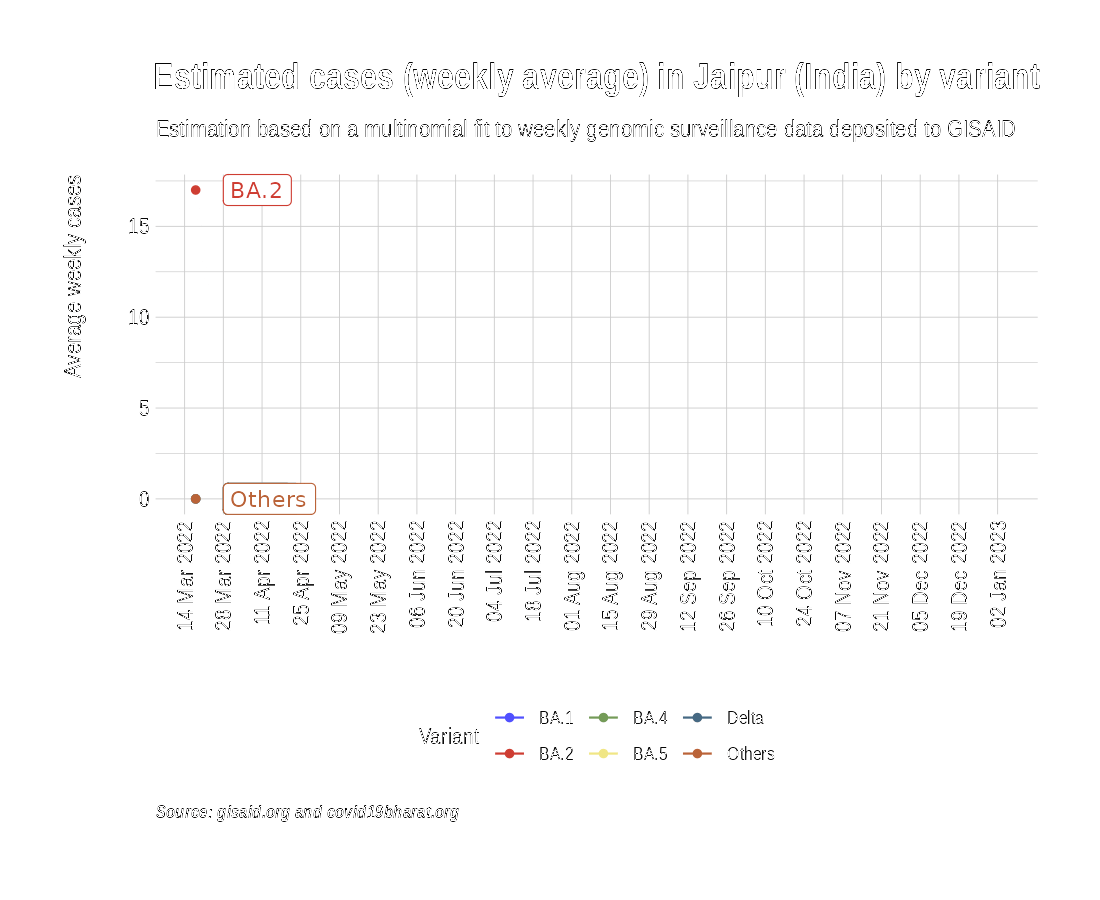 Estimated cases (weekly average) in Jaipur (India) by variant
Estimation based on a multinomial fit to weekly genomic surveillance data deposited to GISAID
Average weekly cases
BA.2
15
10
5
0
Others
14 Mar 2022
28 Mar 2022
11 Apr 2022
25 Apr 2022
09 May 2022
23 May 2022
06 Jun 2022
20 Jun 2022
04 Jul 2022
18 Jul 2022
01 Aug 2022
15 Aug 2022
29 Aug 2022
12 Sep 2022
26 Sep 2022
10 Oct 2022
24 Oct 2022
07 Nov 2022
21 Nov 2022
05 Dec 2022
19 Dec 2022
02 Jan 2023
Variant
BA.1 BA.4 Delta
BA.2 BA.5 Others
Source: gisaid.org and covid19bharat.org